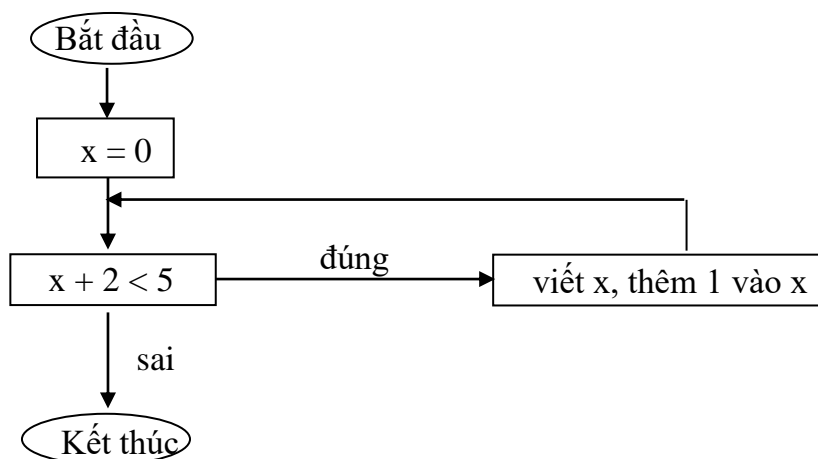 Bắt đầu
x = 0
x + 2 < 5
đúng
viết x, thêm 1 vào x
sai
Kết thúc